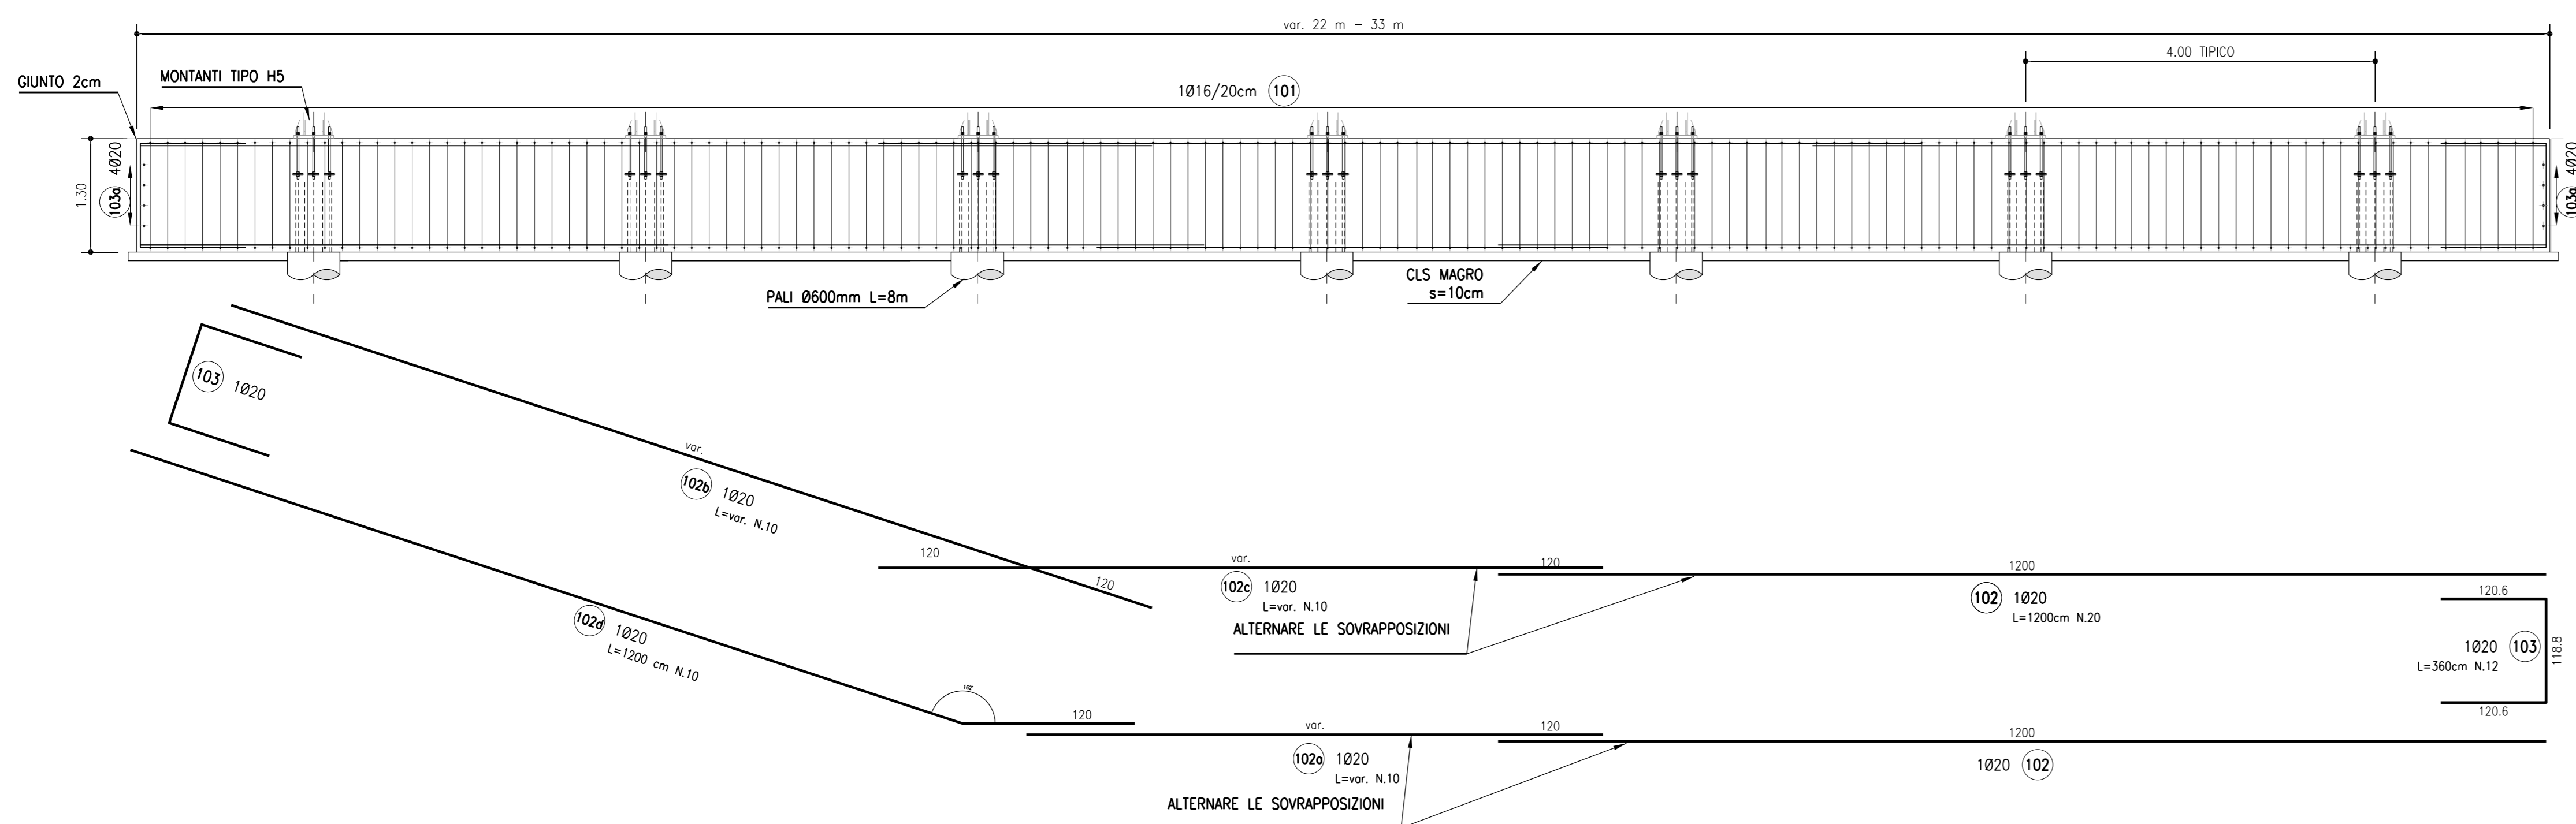 var. 22 m – 33 m
4.00 TIPICO
GIUNTO 2cm
MONTANTI TIPO H5
1Ø16/20cm 101
1.30
103a 4Ø20
103a 4Ø20
PALI Ø600mm L=8m
CLS MAGRO
s=10cm
103 1Ø20
var.
102b 1Ø20
L=var. N.10
120
120
var.
102c 1Ø20
L=var. N.10
ALTERNARE LE SOVRAPPOSIZIONI
120
1200
102 1Ø20
L=1200cm N.20
120.6
1Ø20 103
L=360cm N.12
118.8
120.6
102d 1Ø20
L=1200 cm N.10
162°
120
var.
120
102a 1Ø20
L=var. N.10
ALTERNARE LE SOVRAPPOSIZIONI
1200
1Ø20 102